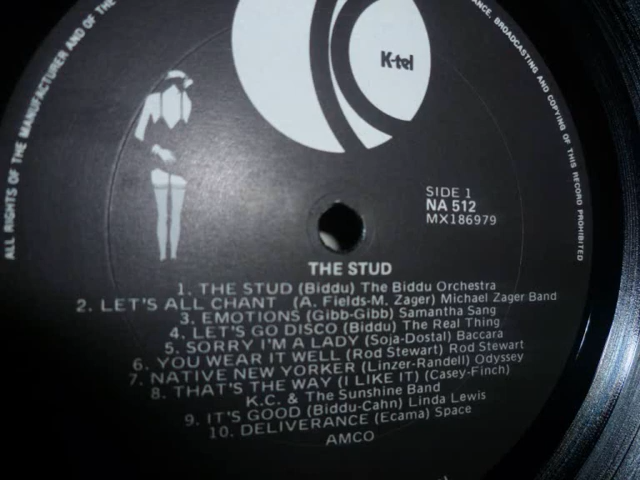 ALL RIGHTS OF THE MANUFACTURER AND OF THE
ANCE, BROADCASTING AND COPYING OF THIS RECORD PROHIBITED
K-tel
SIDE 1
NA 512
MX186979
THE STUD
1. THE STUD (Biddu) The Biddu Orchestra
2. LET'S ALL CHANT (A. Fields-M. Zager) Michael Zager Band
3. EMOTIONS (Gibb-Gibb) Samantha Sang
4. LET'S GO DISCO (Biddu) The Real Thing
5. SORRY I'M A LADY (Soja-Dostal) Baccara
6. YOU WEAR IT WELL (Rod Stewart) Rod Stewart
7. NATIVE NEW YORKER (Linzer-Randell) Odyssey
8. THAT'S THE WAY (I LIKE IT) (Casey-Finch)
K.C. & The Sunshine Band
9. IT'S GOOD (Biddu-Cahn) Linda Lewis
10. DELIVERANCE (Ecama) Space
AMCO